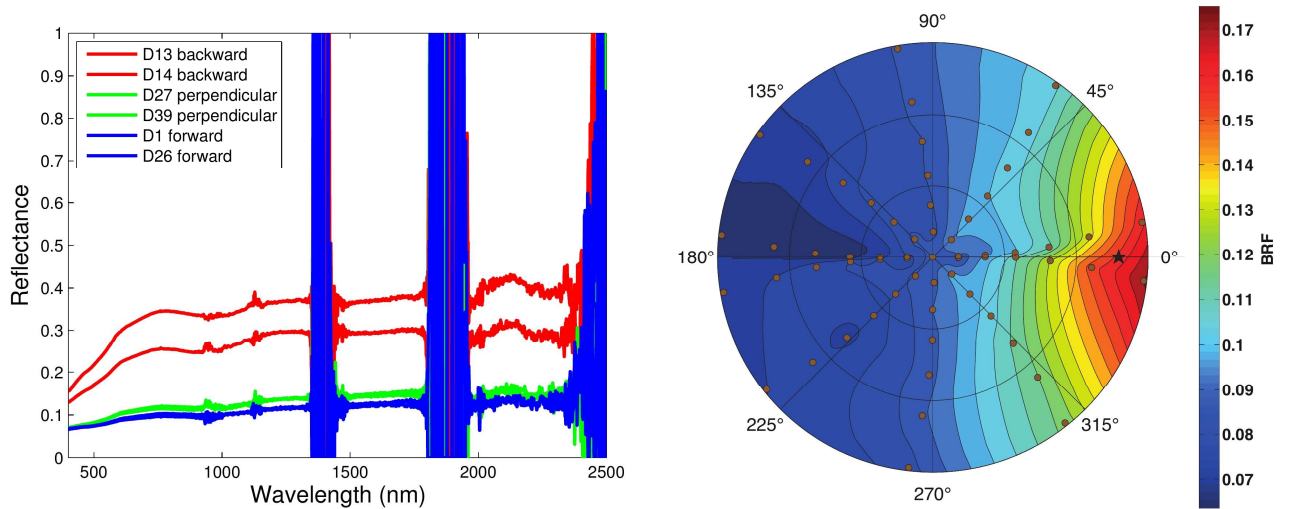 1
0.9
0.8
0.7
0.6
0.5
0.4
0.3
0.2
0.1
0
Reflectance
D13 backward
D14 backward
D27 perpendicular
D39 perpendicular
D1 forward
D26 forward
500 1000 1500 2000 2500
Wavelength (nm)
90°
135° 45°
180° 0°
225° 315°
270°
0.17
0.16
0.15
0.14
0.13
0.12
0.11
0.1
0.09
0.08
0.07
BRF